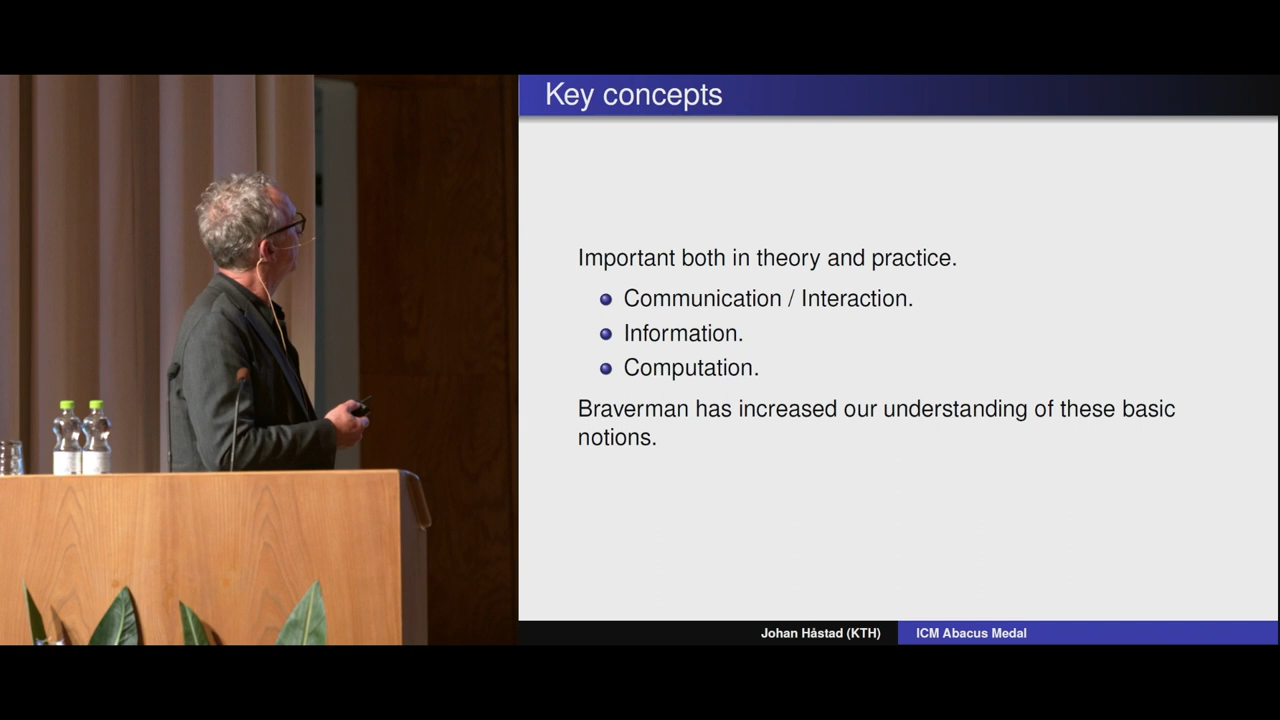 Key concepts
Important both in theory and practice.
Communication / Interaction.
Information.
Computation.
Braverman has increased our understanding of these basic
notions.
Johan Håstad (KTH)
ICM Abacus Medal